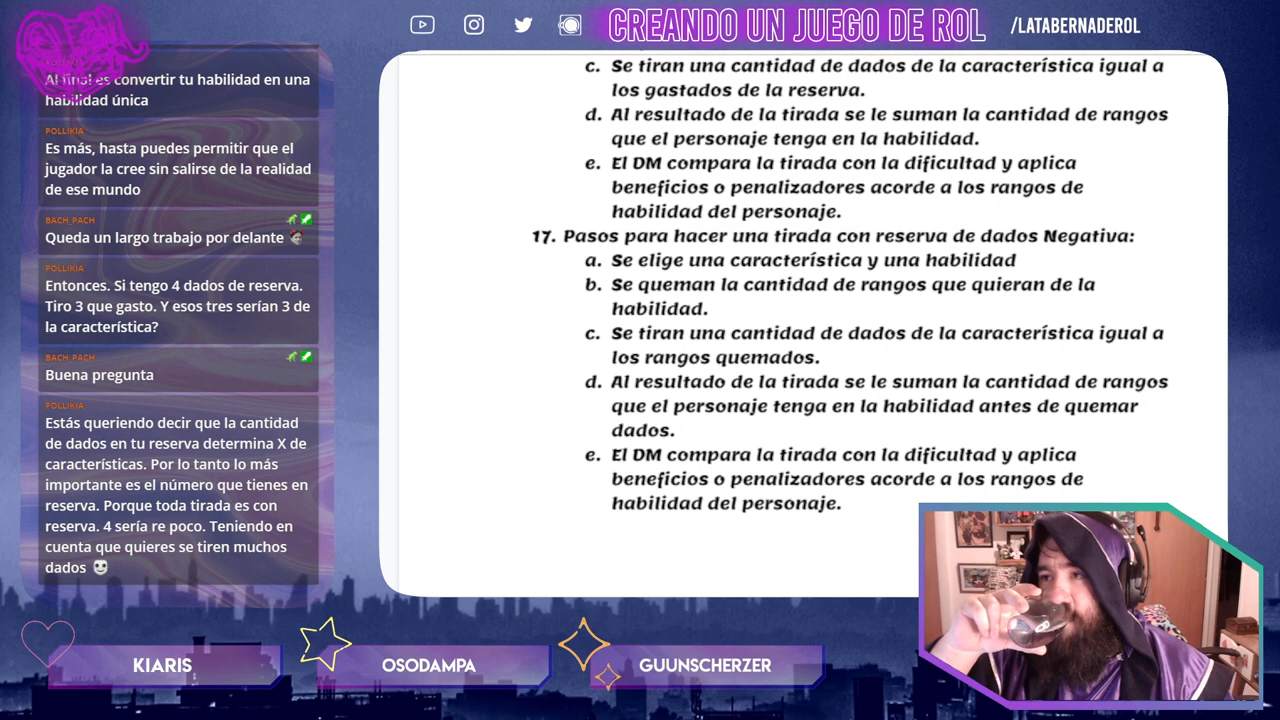 CREANDO UN JUEGO DE ROL
/LATABERNADEROL
Al final es convertir tu habilidad en una
habilidad única
POLLIKIA
Es más, hasta puedes permitir que el
jugador la cree sin salirse de la realidad
de ese mundo
BACH PACH
Queda un largo trabajo por delante
POLLIKIA
Entonces. Si tengo 4 dados de reserva.
Tiro 3 que gasto. Y esos tres serían 3 de
la característica?
BACH PACH
Buena pregunta
POLLIKIA
Estás queriendo decir que la cantidad
de dados en tu reserva determina X de
características. Por lo tanto lo más
importante es el número que tienes en
reserva. Porque toda tirada es con
reserva. 4 sería re poco. Teniendo en
cuenta que quieres se tiren muchos
dados
c. Se tiran una cantidad de dados de la característica igual a
los gastados de la reserva.
d. Al resultado de la tirada se le suman la cantidad de rangos
que el personaje tenga en la habilidad.
e. El DM compara la tirada con la dificultad y aplica
beneficios o penalizadores acorde a los rangos de
habilidad del personaje.
17. Pasos para hacer una tirada con reserva de dados Negativa:
a. Se elige una característica y una habilidad
b. Se queman la cantidad de rangos que quieran de la
habilidad.
c. Se tiran una cantidad de dados de la característica igual a
los rangos quemados.
d. Al resultado de la tirada se le suman la cantidad de rangos
que el personaje tenga en la habilidad antes de quemar
dados.
e. El DM compara la tirada con la dificultad y aplica
beneficios o penalizadores acorde a los rangos de
habilidad del personaje.
KIARIS
OSODAMPA
GUUNSCHERZER